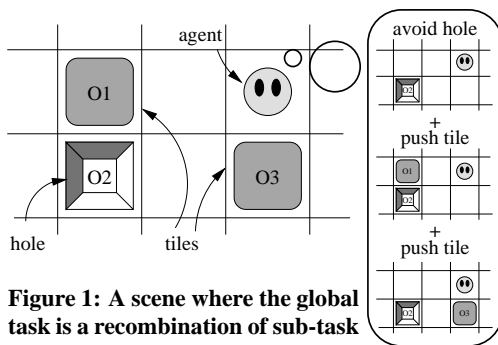 agent
O1
O2
O3
hole
tiles
Figure 1: A scene where the global
task is a recombination of sub-task
avoid hole
O2
+
push tile
O1
O2
+
push tile
O2
O3